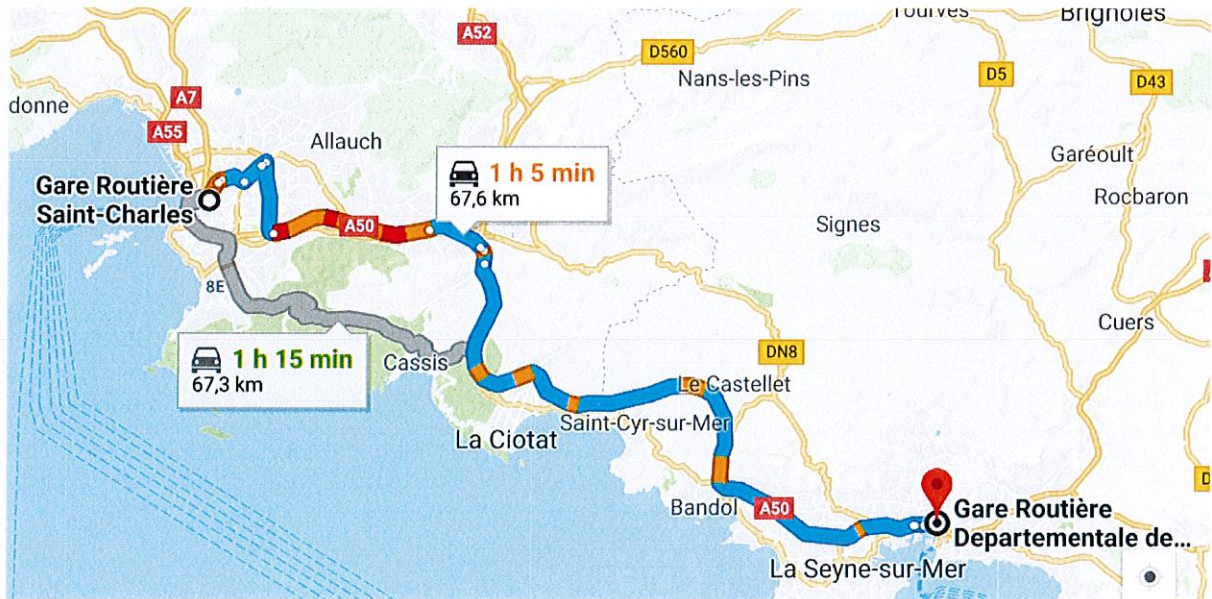 Tourves
Brignoles
A52
D560
Nans-les-Pins
D5
D43
donne
A7
A55
Allauch
Garéoult
Rocbaron
1 h 5 min
67,6 km
Gare Routière
Saint-Charles
A50
Signes
8E
Cuers
1 h 15 min
67,3 km
Cassis
DN8
Le Castellet
Saint-Cyr-sur-Mer
La Ciotat
Bandol
A50
Gare Routière
Departementale de...
La Seyne-sur-Mer
D